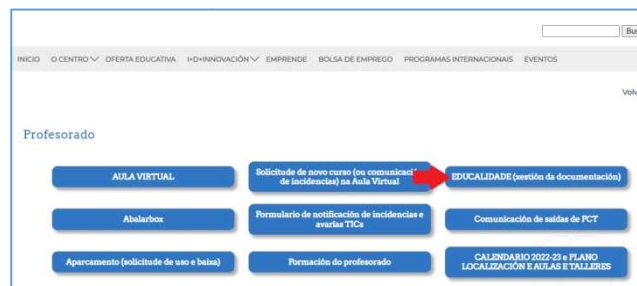 Bus
INICIO O CENTRO OFERTA EDUCATIVA I+D+INNOVACIÓN EMPRENDE BOLSA DE EMPREGO PROGRAMAS INTERNACIONAIS EVENTOS
Volv
Profesorado
AULA VIRTUAL
Solicitude de novo curso (ou comunicació
de incidencias) na Aula Virtual
EDUCALIDADE (xestión da documentación)
Abalarbox
Formulario de notificación de incidencias e
avarías TICs
Comunicación de saídas de FCT
Aparcamento (solicitude de uso e baixa)
Formación do profesorado
CALENDARIO 2022-23 e PLANO
LOCALIZACIÓN E AULAS E TALLERES